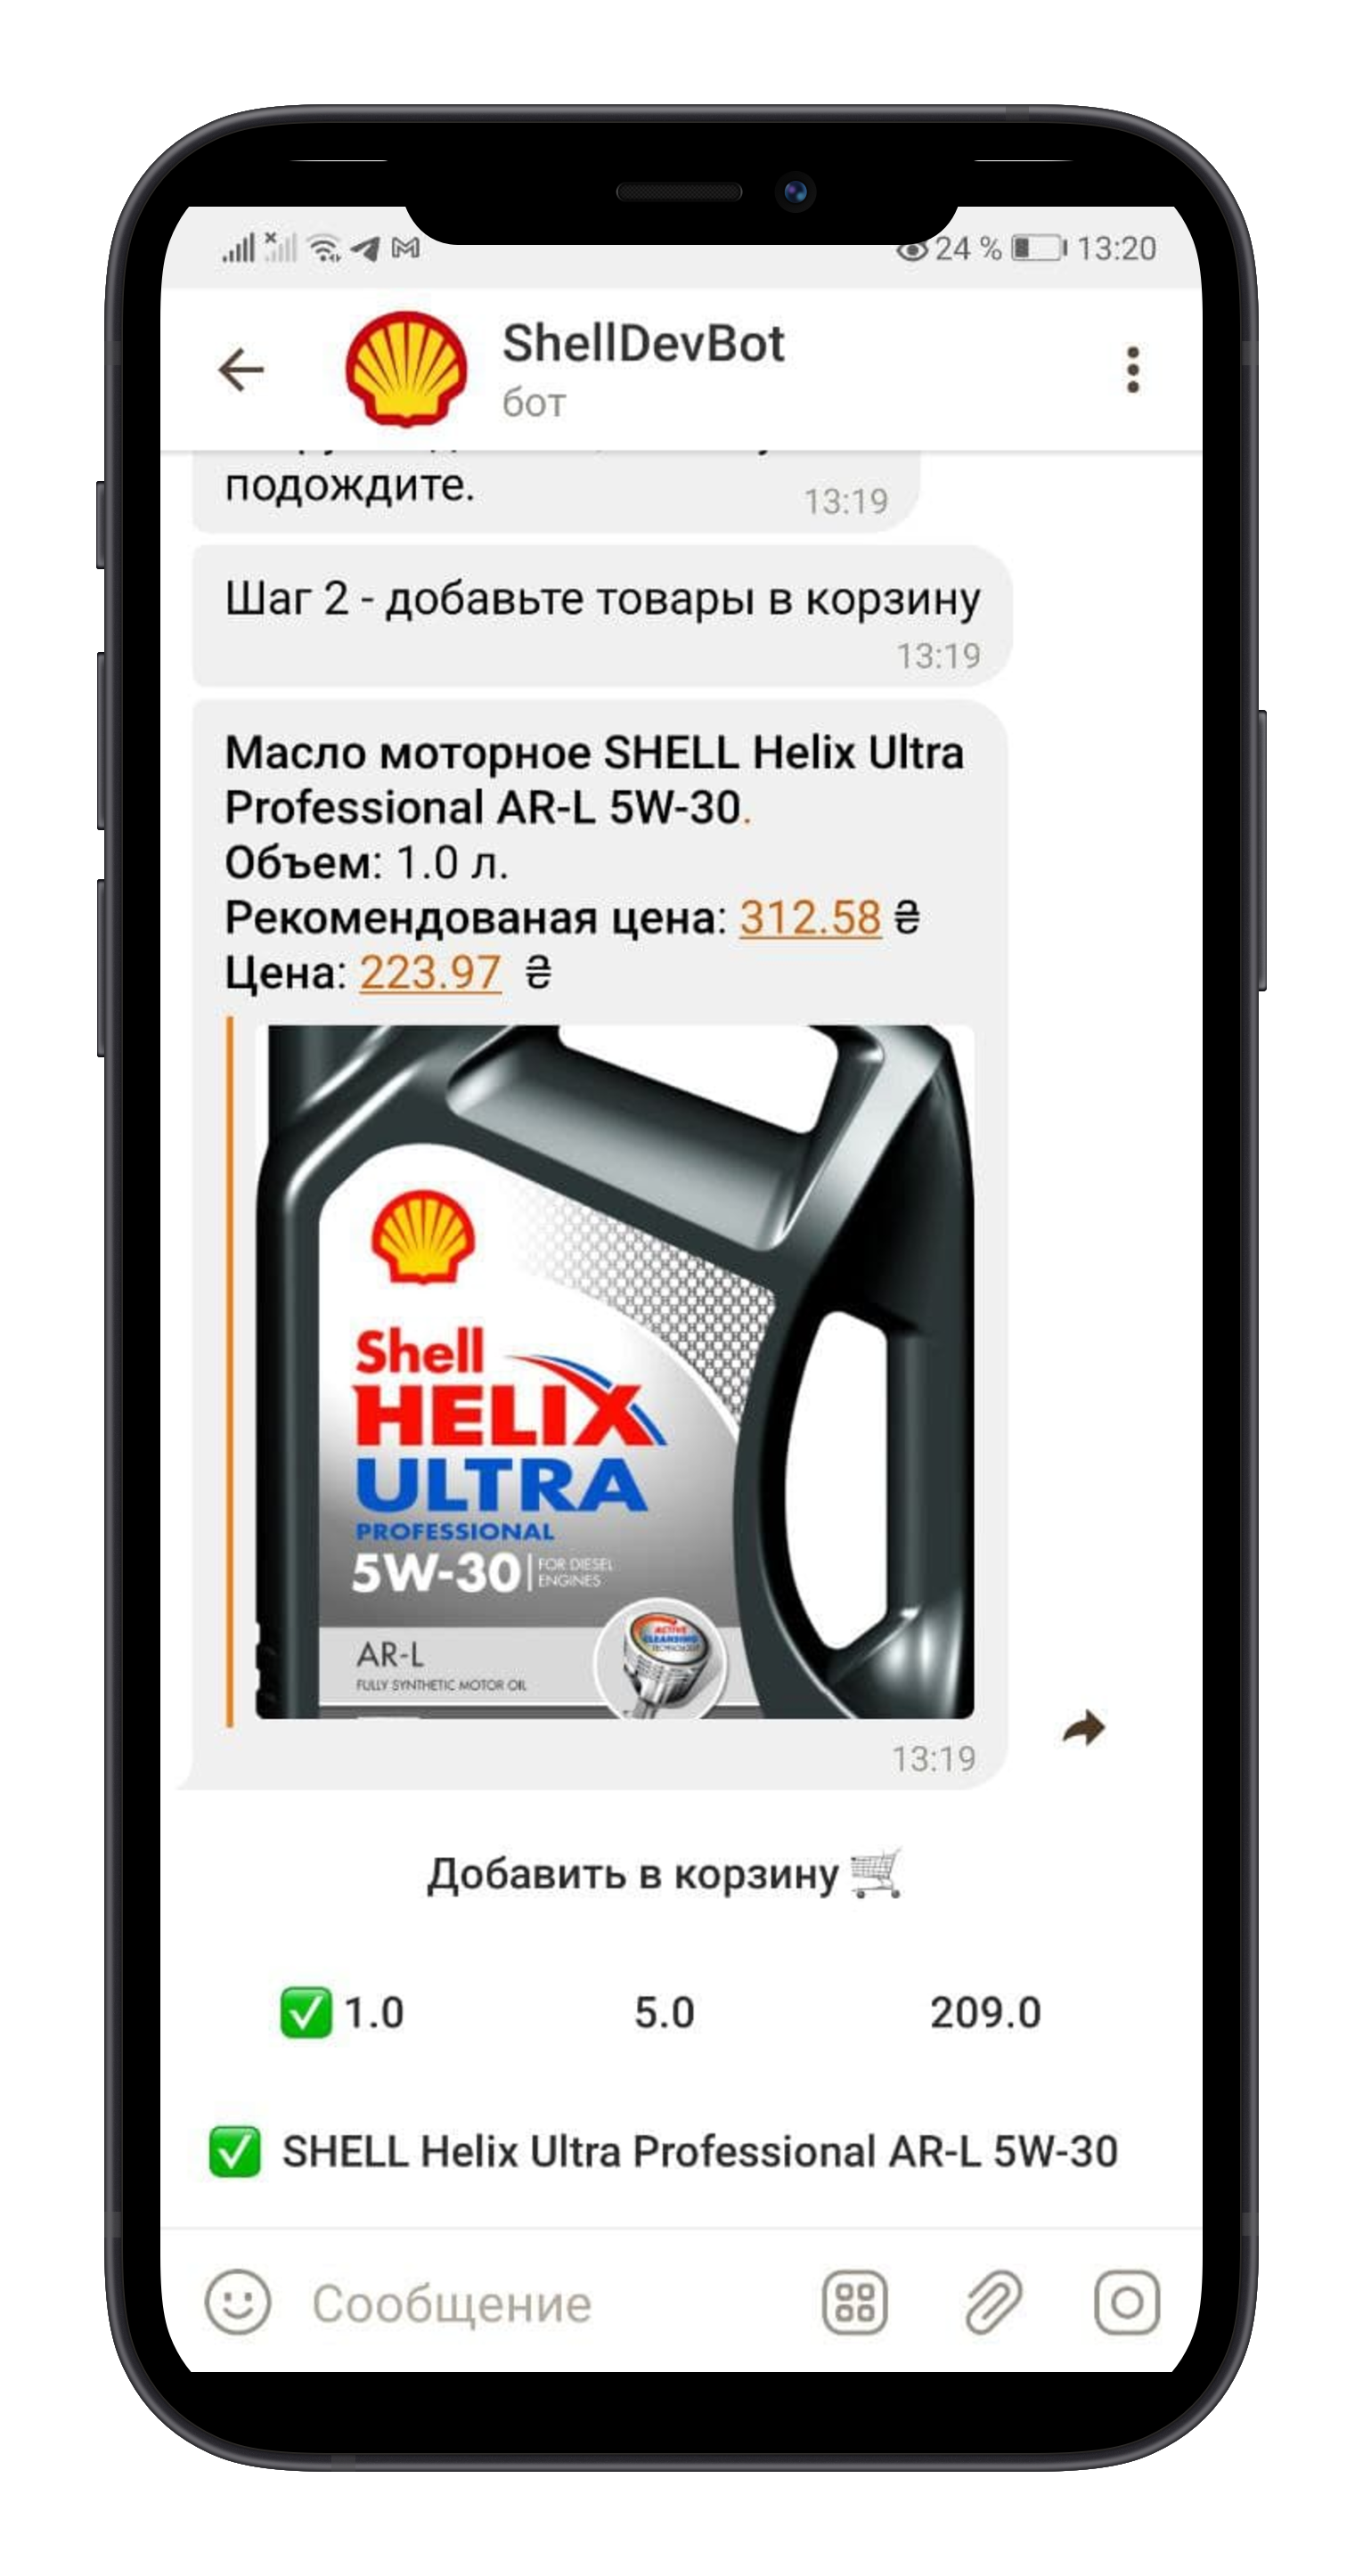 24 % 13:20
ShellDevBot
бот
подождите.
13:19
Шаг 2 - добавьте товары в корзину
13:19
Масло моторное SHELL Helix Ultra
Professional AR-L 5W-30.
Объем: 1.0 л.
Рекомендованая цена: 312.58 ₴
Цена: 223.97 ₴
Shell
HELIX
ULTRA
PROFESSIONAL
5W-30 FOR DIESEL
ENGINES
ACTIVE
CLEANSING
TECHNOLOGY
AR-L
FULLY SYNTHETIC MOTOR OIL
13:19
Добавить в корзину
1.0 5.0 209.0
SHELL Helix Ultra Professional AR-L 5W-30
Сообщение